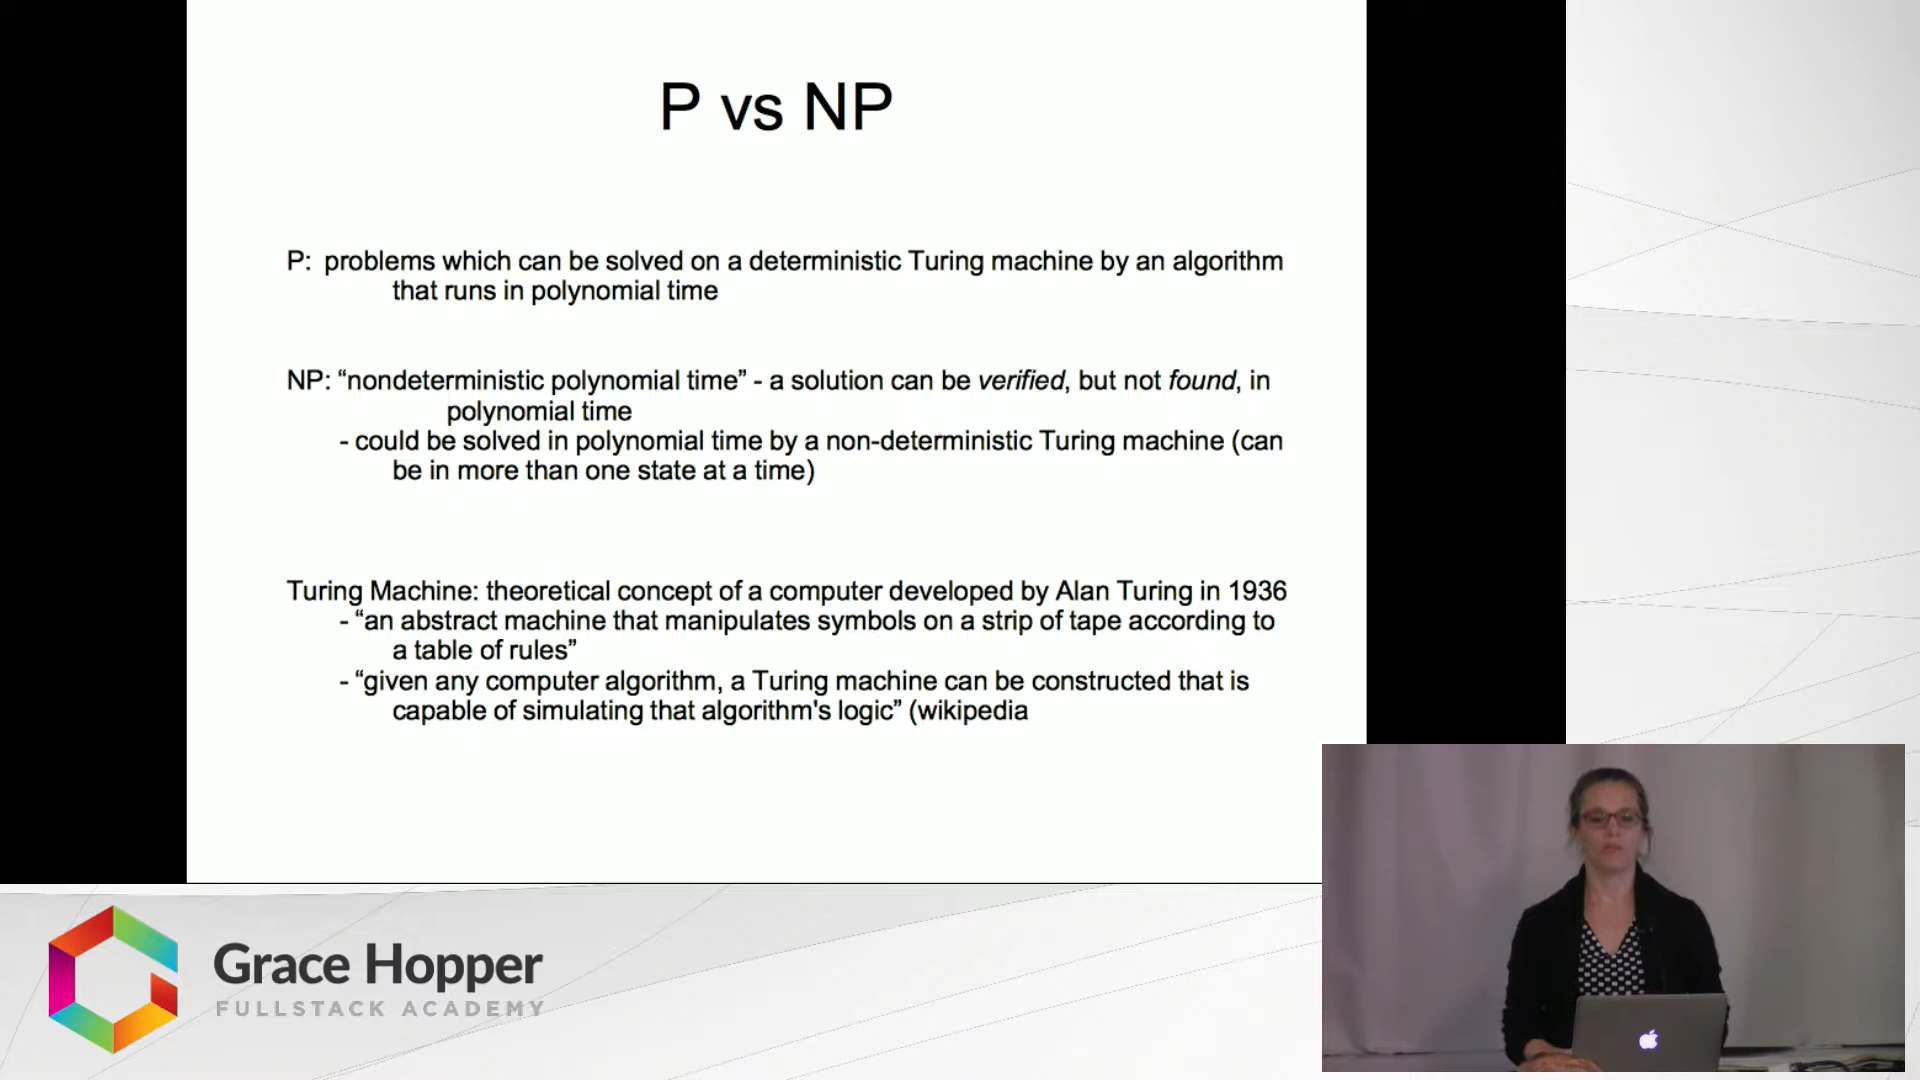 P vs NP
P: problems which can be solved on a deterministic Turing machine by an algorithm
that runs in polynomial time
NP: “nondeterministic polynomial time” - a solution can be verified, but not found, in
polynomial time
- could be solved in polynomial time by a non-deterministic Turing machine (can
be in more than one state at a time)
Turing Machine: theoretical concept of a computer developed by Alan Turing in 1936
- “an abstract machine that manipulates symbols on a strip of tape according to
a table of rules”
- “given any computer algorithm, a Turing machine can be constructed that is
capable of simulating that algorithm's logic” (wikipedia
Grace Hopper
FULLSTACK ACADEMY